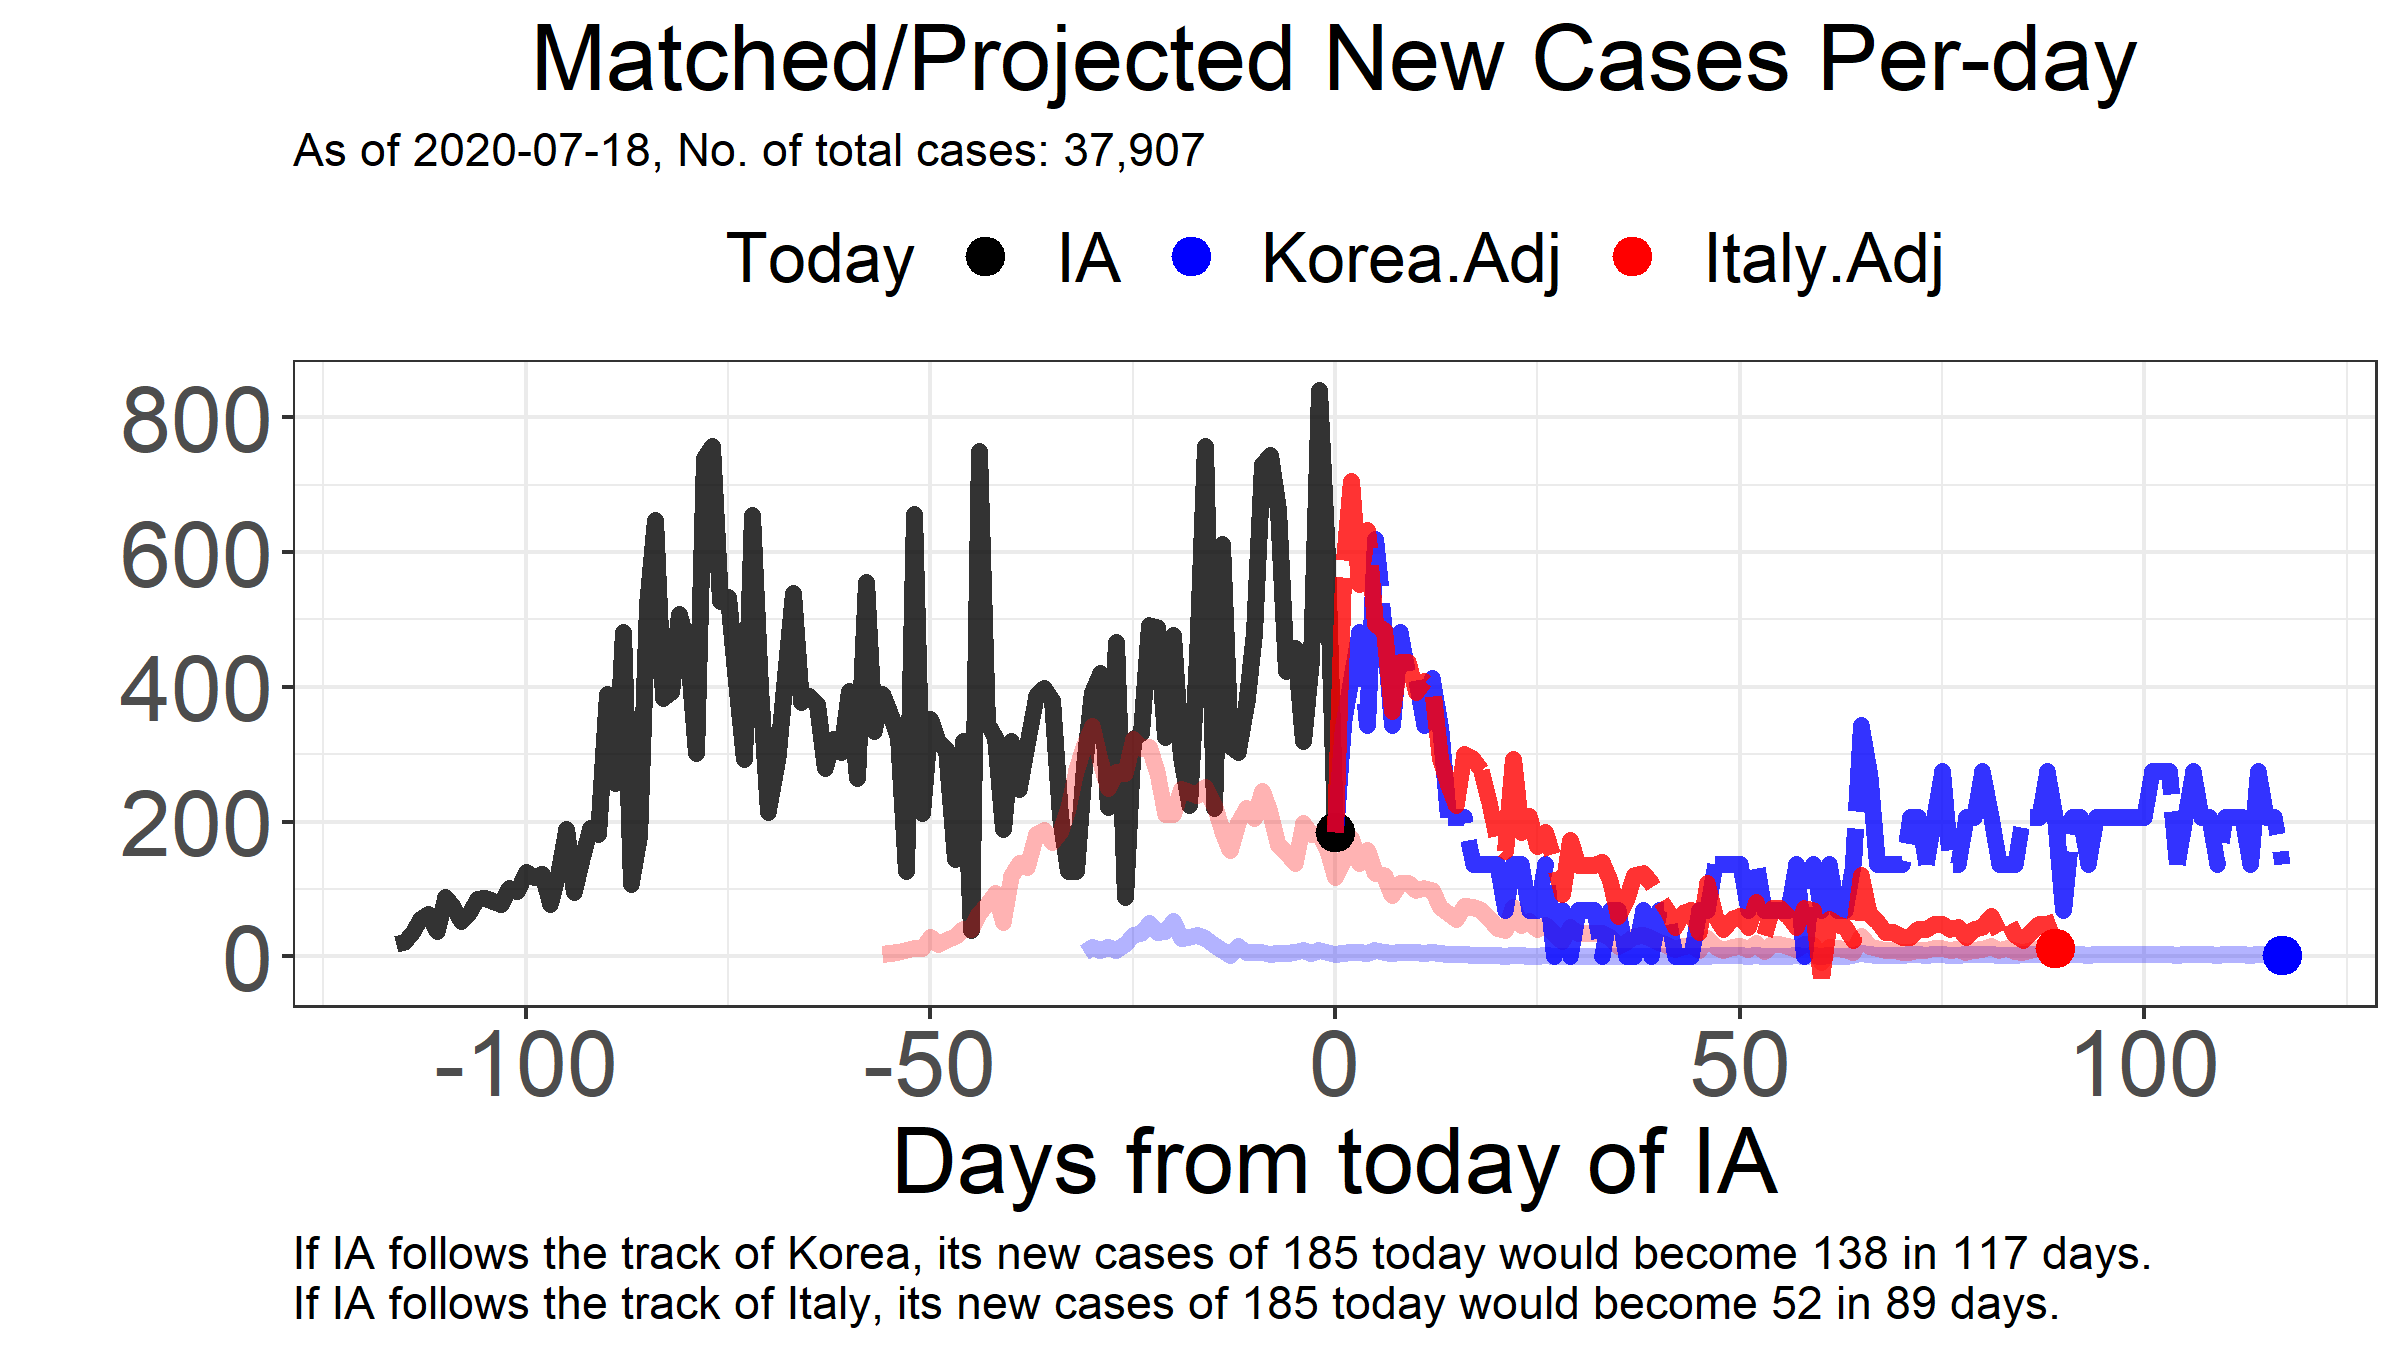 Matched/Projected New Cases Per-day
As of 2020-07-18, No. of total cases: 37,907
Today IA Korea.Adj Italy.Adj
800
600
400
200
0
-100 -50 0 50 100
Days from today of IA
If IA follows the track of Korea, its new cases of 185 today would become 138 in 117 days.
If IA follows the track of Italy, its new cases of 185 today would become 52 in 89 days.